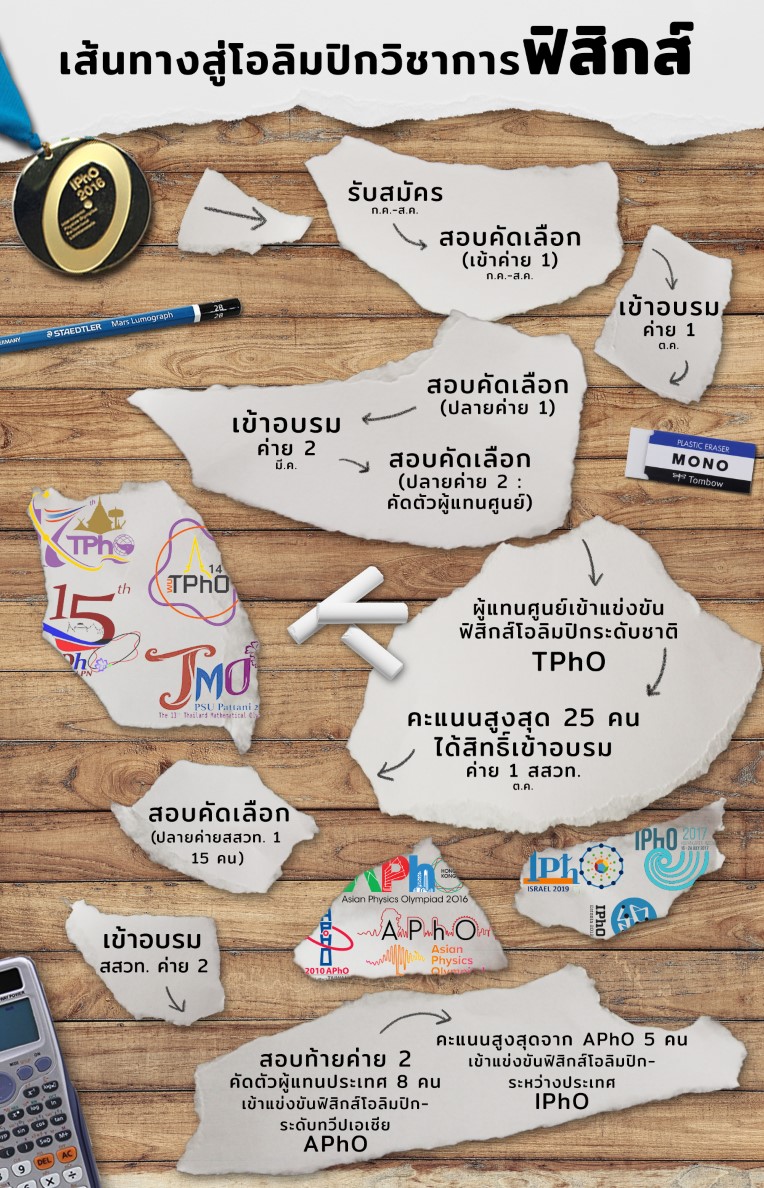 เส้นทางสู่โอลิมปิกวิชาการฟิสิกส์
IPhO
2016
รับสมัคร
ก.ค.-ส.ค.
สอบคัดเลือก
(เข้าค่าย 1)
ก.ค.-ส.ค.
เข้าอบรม
ค่าย 1
ต.ค.
GERMANY STAEDTLER Mars Lumograph 2B
2B
สอบคัดเลือก
(ปลายค่าย 1)
เข้าอบรม
ค่าย 2
มี.ค.
สอบคัดเลือก
(ปลายค่าย 2 :
คัดตัวผู้แทนศูนย์)
PLASTIC ERASER
MONO
Tombow
th
TPhO
14
WU
TPhO
15th
PhO
TMO
PSU Pattani
ผู้แทนศูนย์เข้าแข่งขัน
ฟิสิกส์โอลิมปิกระดับชาติ
TPhO
คะแนนสูงสุด 25 คน
ได้สิทธิ์เข้าอบรม
ค่าย 1 สสวท.
ต.ค.
สอบคัดเลือก
(ปลายค่ายสสวท. 1
15 คน)
APhO HONG KONG
Asian Physics Olympiad 2016
2010 APhO
APhO
Asian
Physics
IPhO
ISRAEL 2019
IPhO 2017
IPhO
เข้าอบรม
สสวท. ค่าย 2
สอบท้ายค่าย 2
คัดตัวผู้แทนประเทศ 8 คน
เข้าแข่งขันฟิสิกส์โอลิมปิก-
ระดับทวีปเอเชีย
APhO
คะแนนสูงสุดจาก APhO 5 คน
เข้าแข่งขันฟิสิกส์โอลิมปิก-
ระหว่างประเทศ
IPhO
log
ln
sin
cos
tan
M+
9
DEL
AC
6
×
÷